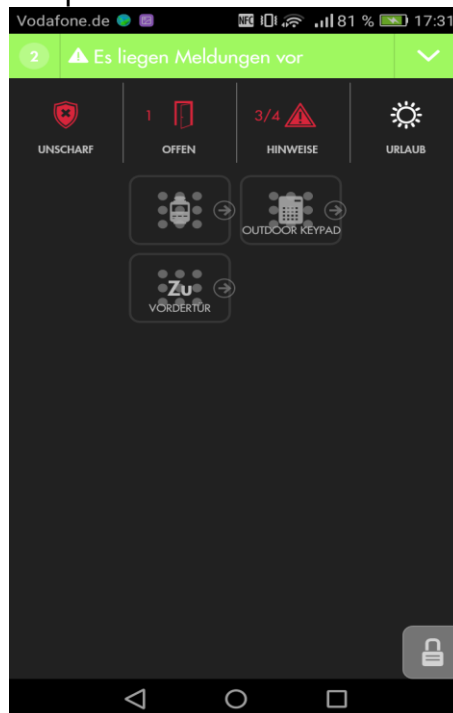 Vodafone.de NFC 81 % 17:31
2 Es liegen Meldungen vor
1 3/4
UNSCHARF OFFEN HINWEISE URLAUB
OUTDOOR KEYPAD
Zu
VORDERTÜR